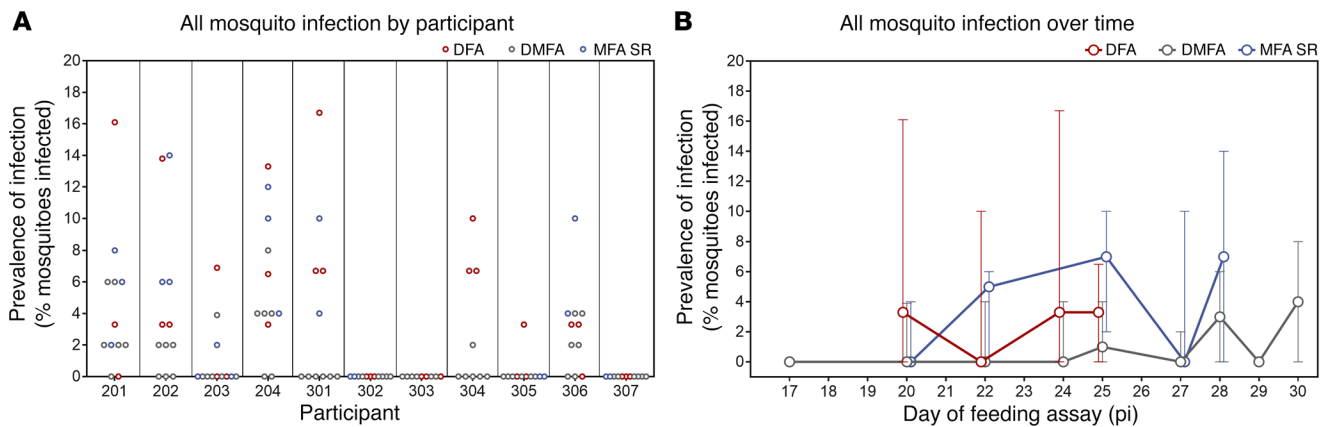 A
All mosquito infection by participant
DFA DMFA MFA SR
Prevalence of infection
(% mosquitoes infected)
20
18
16
14
12
10
8
6
4
2
0
201 202 203 204 301 302 303 304 305 306 307
Participant
B
All mosquito infection over time
DFA DMFA MFA SR
Prevalence of infection
(% mosquitoes infected)
20
18
16
14
12
10
8
6
4
2
0
17 18 19 20 21 22 23 24 25 26 27 28 29 30
Day of feeding assay (pi)